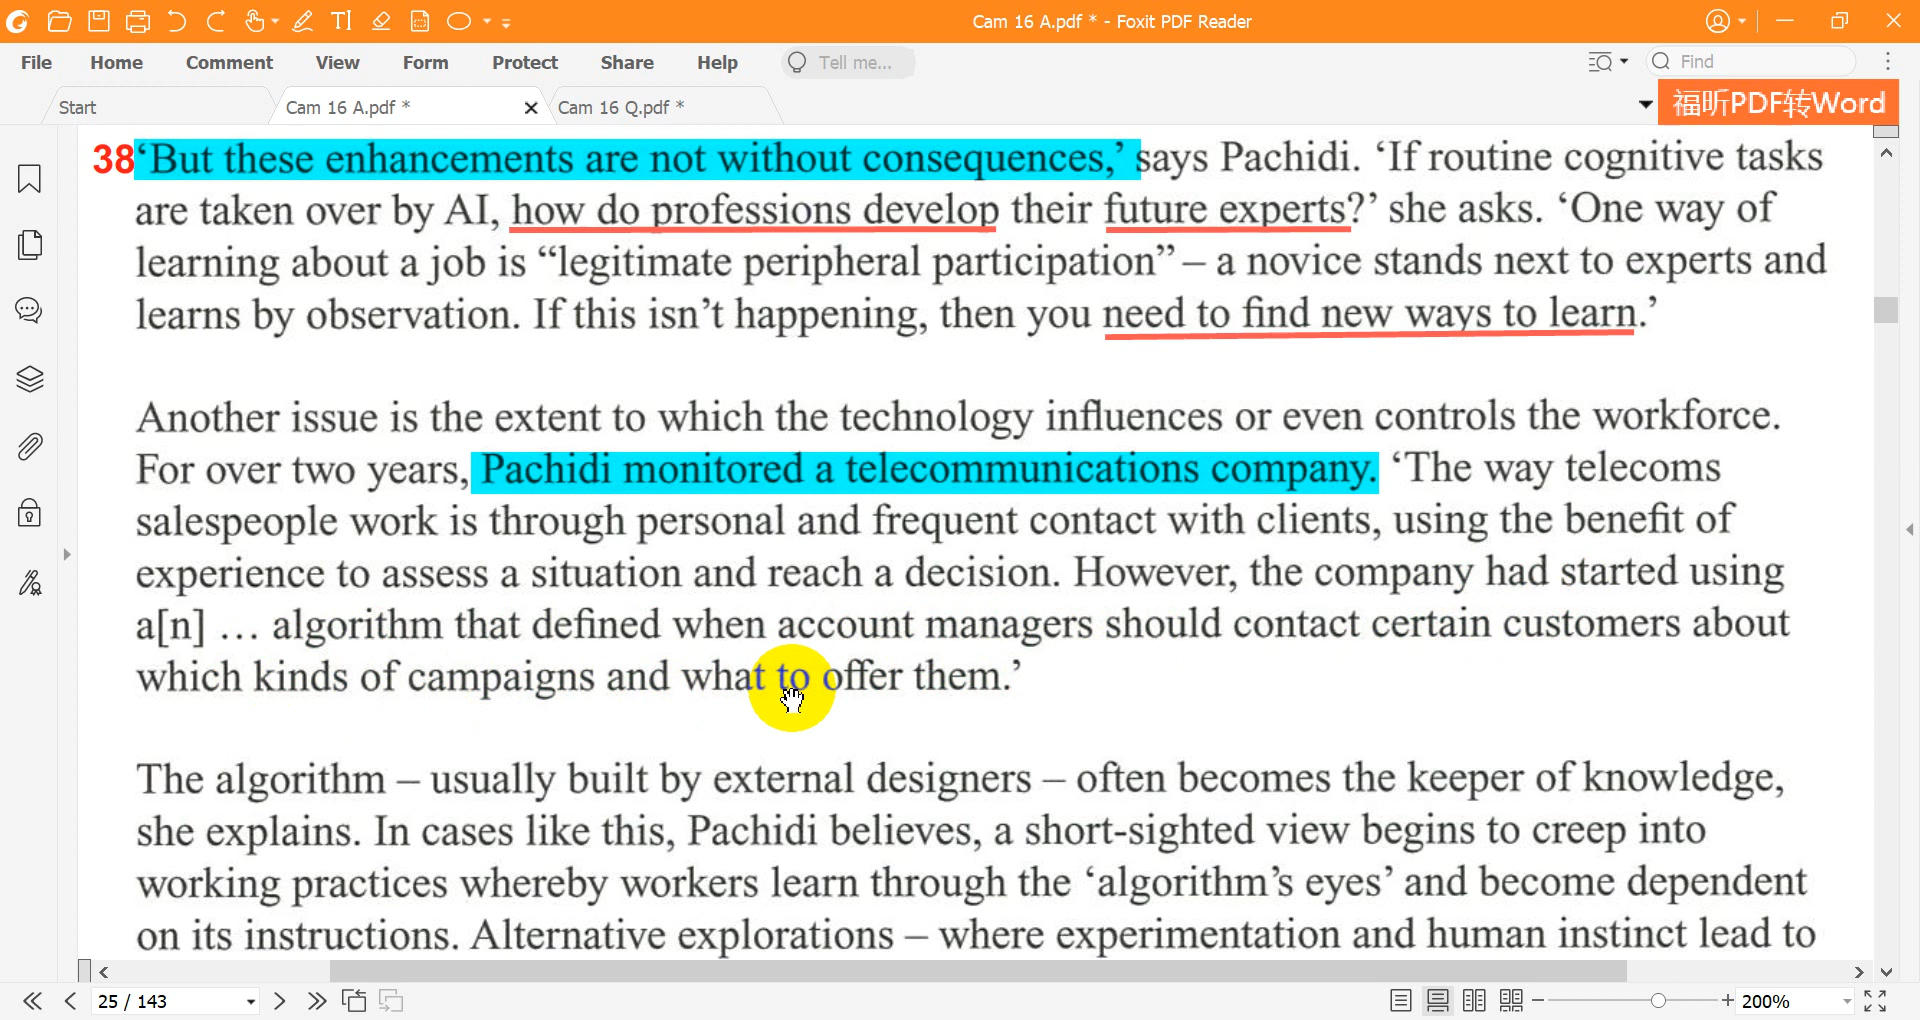 Cam 16 A.pdf * - Foxit PDF Reader
File Home Comment View Form Protect Share Help Tell me... Find
Start Cam 16 A.pdf * Cam 16 Q.pdf * 福昕PDF转Word
38 ‘But these enhancements are not without consequences,’ says Pachidi. ‘If routine cognitive tasks
are taken over by AI, how do professions develop their future experts?’ she asks. ‘One way of
learning about a job is “legitimate peripheral participation” – a novice stands next to experts and
learns by observation. If this isn’t happening, then you need to find new ways to learn.’
Another issue is the extent to which the technology influences or even controls the workforce.
For over two years, Pachidi monitored a telecommunications company. ‘The way telecoms
salespeople work is through personal and frequent contact with clients, using the benefit of
experience to assess a situation and reach a decision. However, the company had started using
a[n] … algorithm that defined when account managers should contact certain customers about
which kinds of campaigns and what to offer them.’
The algorithm – usually built by external designers – often becomes the keeper of knowledge,
she explains. In cases like this, Pachidi believes, a short-sighted view begins to creep into
working practices whereby workers learn through the ‘algorithm’s eyes’ and become dependent
on its instructions. Alternative explorations – where experimentation and human instinct lead to
25 / 143 200%